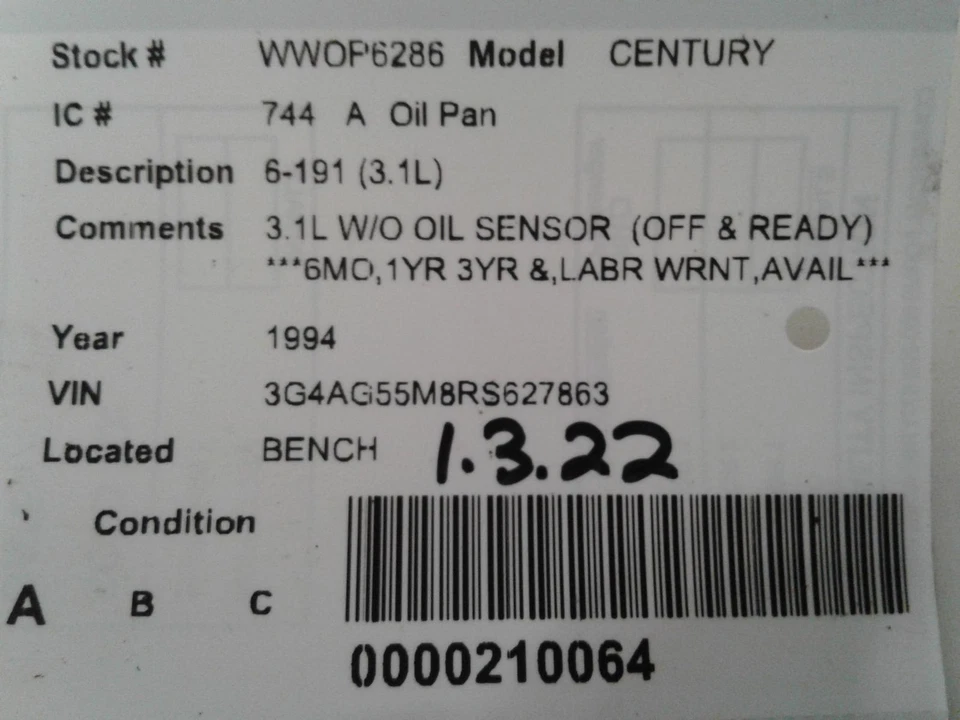 Stock # WWOP6286 Model CENTURY
IC # 744 A Oil Pan
Description 6-191 (3.1L)
Comments 3.1L W/O OIL SENSOR (OFF & READY)
***6MO,1YR 3YR &,LABR WRNT,AVAIL***
Year 1994
VIN 3G4AG55M8RS627863
Located BENCH 1.3.22
Condition
A B C
0000210064